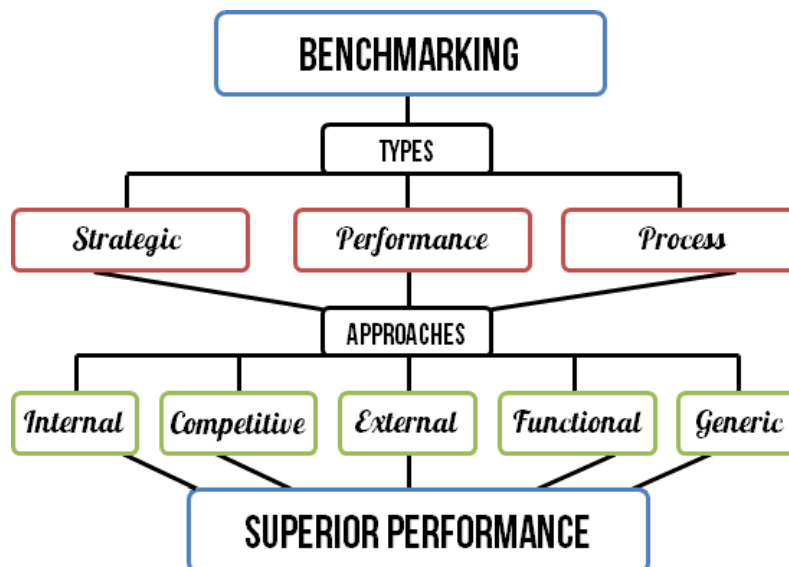 BENCHMARKING
TYPES
Strategic Performance Process
APPROACHES
Internal Competitive External Functional Generic
SUPERIOR PERFORMANCE